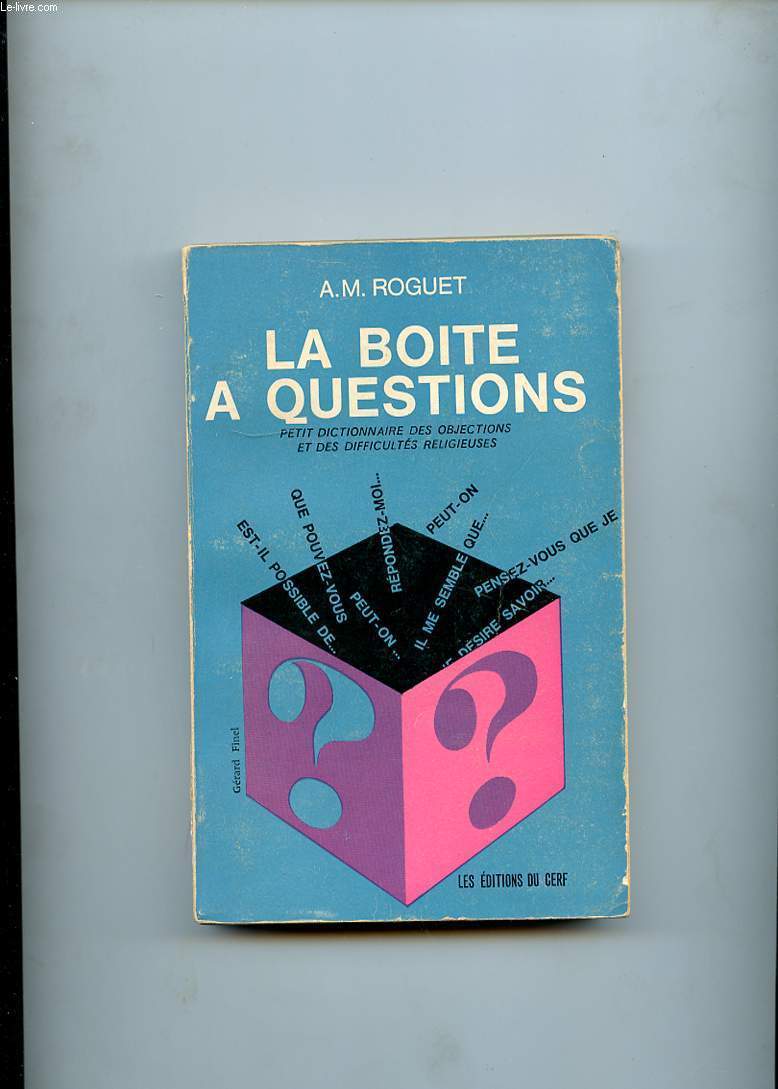 Le-livre.com
A.M. ROGUET
LA BOITE
A QUESTIONS
PETIT DICTIONNAIRE DES OBJECTIONS
ET DES DIFFICULTÉS RELIGIEUSES
EST-IL POSSIBLE DE...
QUE POUVEZ-VOUS
PEUT-ON ...
RÉPONDEZ-MOI...
PEUT-ON
IL ME SEMBLE QUE...
PENSEZ-VOUS QUE JE
DÉSIRE SAVOIR...
? ?
Gérard Finel
LES ÉDITIONS DU CERF